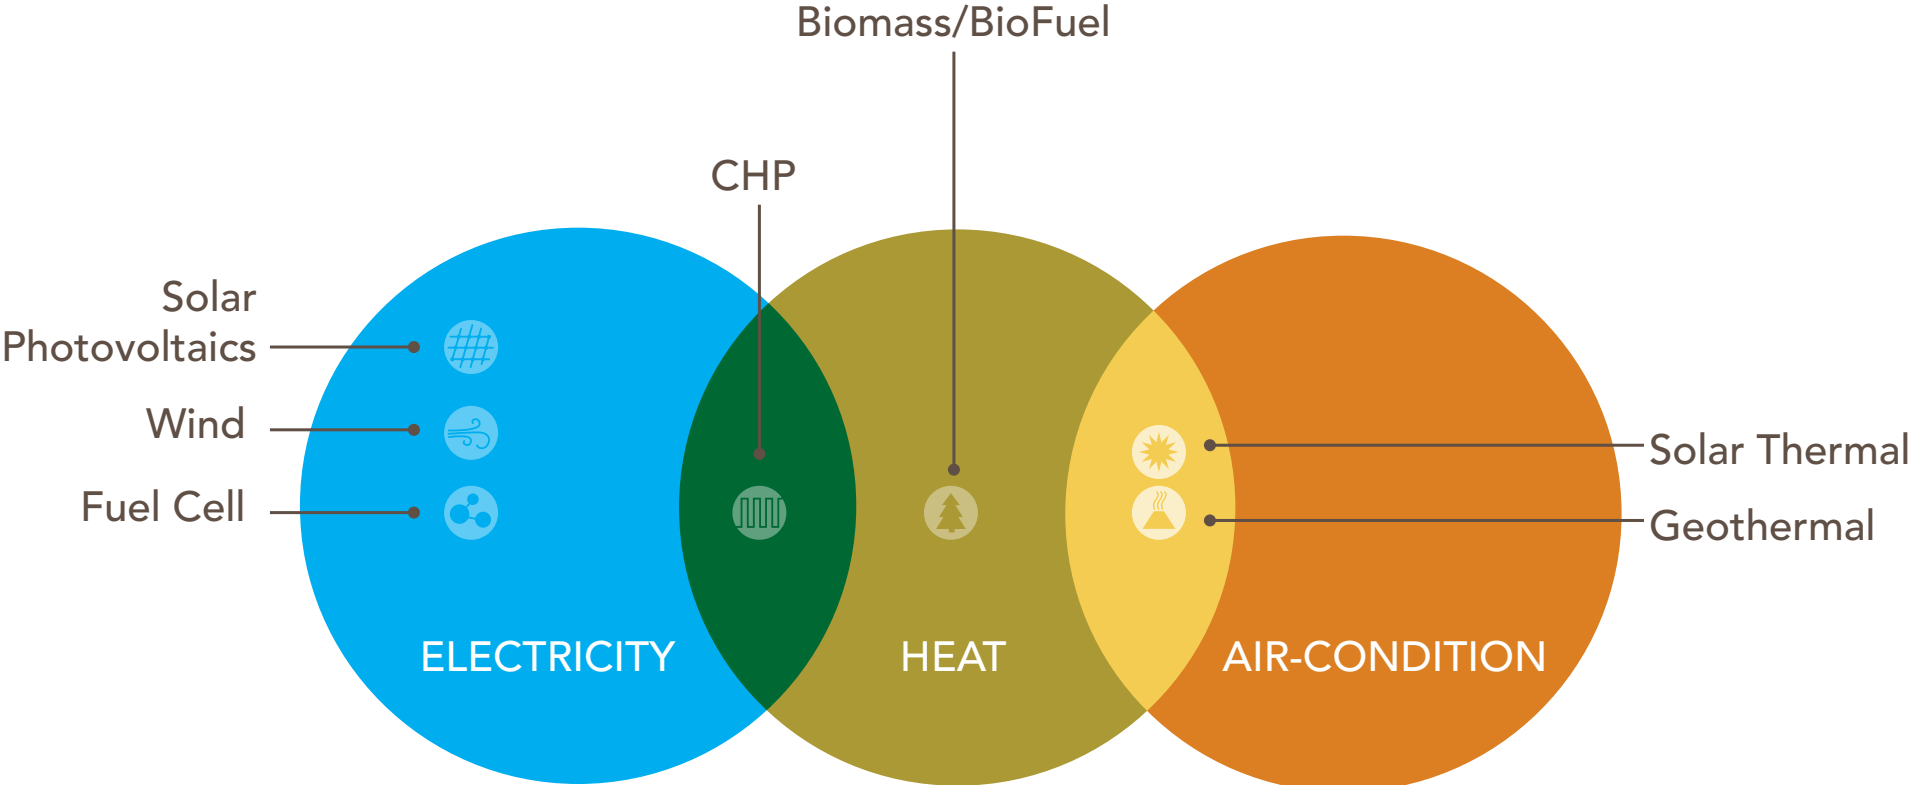 Biomass/BioFuel
CHP
Solar
Photovoltaics
Wind
Fuel Cell
Solar Thermal
Geothermal
ELECTRICITY
HEAT
AIR-CONDITION